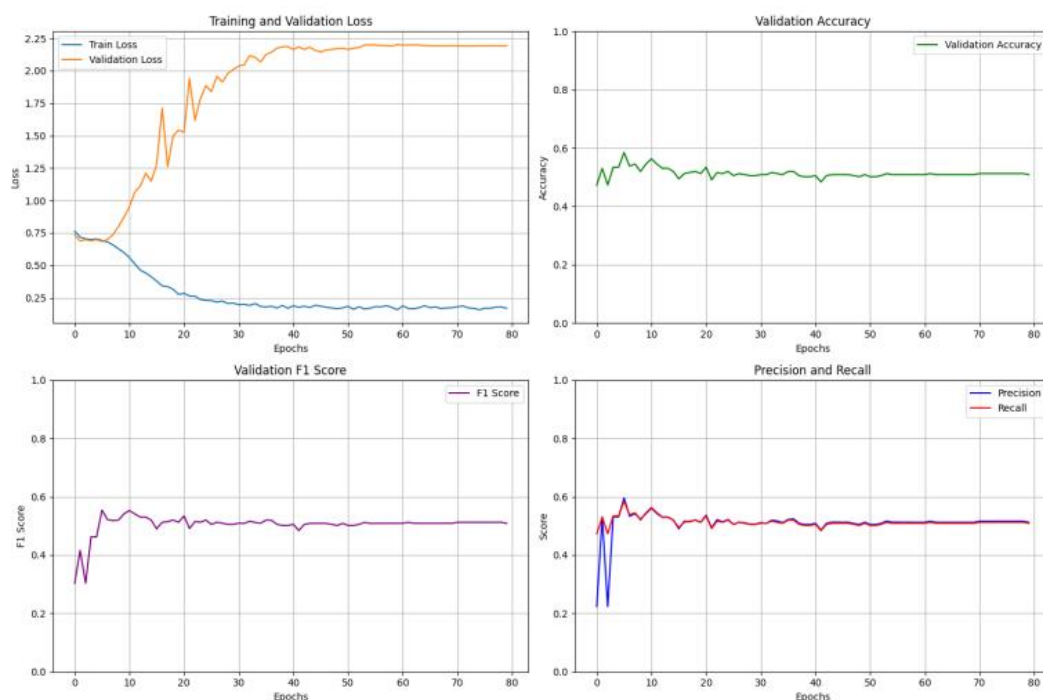 Training and Validation Loss
Train Loss
Validation Loss
2.25
2.00
1.75
1.50
1.25
1.00
0.75
0.50
0.25
Loss
0 10 20 30 40 50 60 70 80
Epochs
Validation Accuracy
Validation Accuracy
1.0
0.8
0.6
0.4
0.2
0.0
Accuracy
0 10 20 30 40 50 60 70 80
Epochs
Validation F1 Score
F1 Score
1.0
0.8
0.6
0.4
0.2
0.0
F1 Score
0 10 20 30 40 50 60 70 80
Epochs
Precision and Recall
Precision
Recall
1.0
0.8
0.6
0.4
0.2
0.0
Score
0 10 20 30 40 50 60 70 80
Epochs